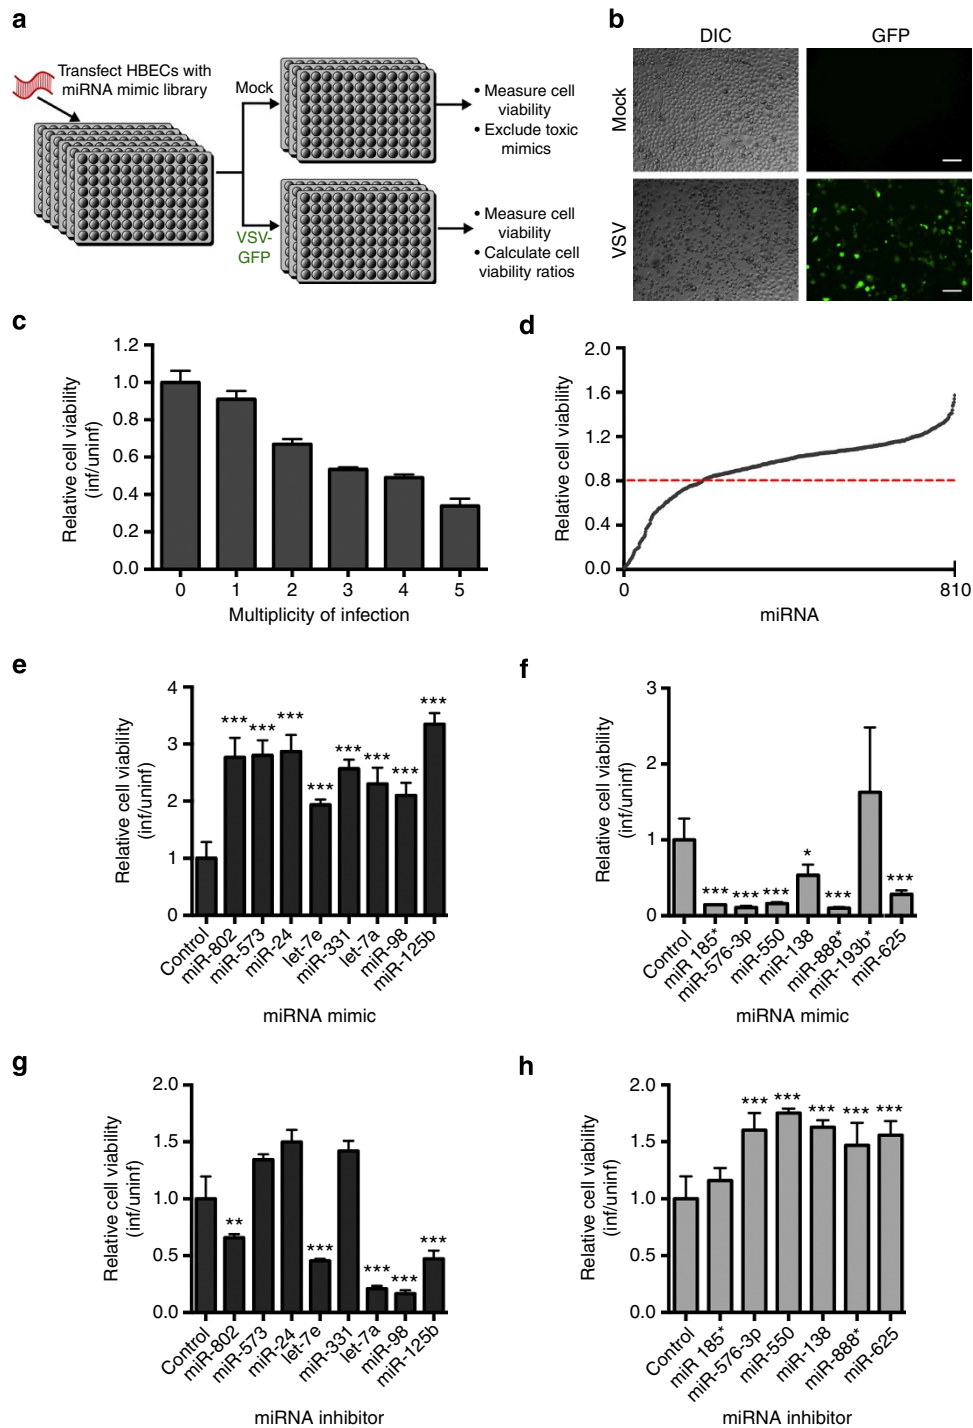 a
Transfect HBECs with
miRNA mimic library
Mock
VSV-
GFP
• Measure cell
viability
• Exclude toxic
mimics
• Measure cell
viability
• Calculate cell
viability ratios
b
DIC
GFP
Mock
VSV
c
Relative cell viability
(inf/uninf)
1.2
1.0
0.8
0.6
0.4
0.2
0.0
0 1 2 3 4 5
Multiplicity of infection
d
Relative cell viability
2.0
1.6
1.2
0.8
0.4
0.0
0 810
miRNA
e
Relative cell viability
(inf/uninf)
4
3
2
1
0
*** *** *** *** *** *** *** ***
Control miR-802 miR-573 miR-24 let-7e miR-331 let-7a miR-98 miR-125b
miRNA mimic
f
Relative cell viability
(inf/uninf)
3
2
1
0
*** *** *** * *** ***
Control miR 185* miR-576-3p miR-550 miR-138 miR-888* miR-193b* miR-625
miRNA mimic
g
Relative cell viability
(inf/uninf)
2.0
1.5
1.0
0.5
0.0
** *** *** *** ***
Control miR-802 miR-573 miR-24 let-7e miR-331 let-7a miR-98 miR-125b
miRNA inhibitor
h
Relative cell viability
(inf/uninf)
2.0
1.5
1.0
0.5
0.0
*** *** *** *** ***
Control miR 185* miR-576-3p miR-550 miR-138 miR-888* miR-625
miRNA inhibitor